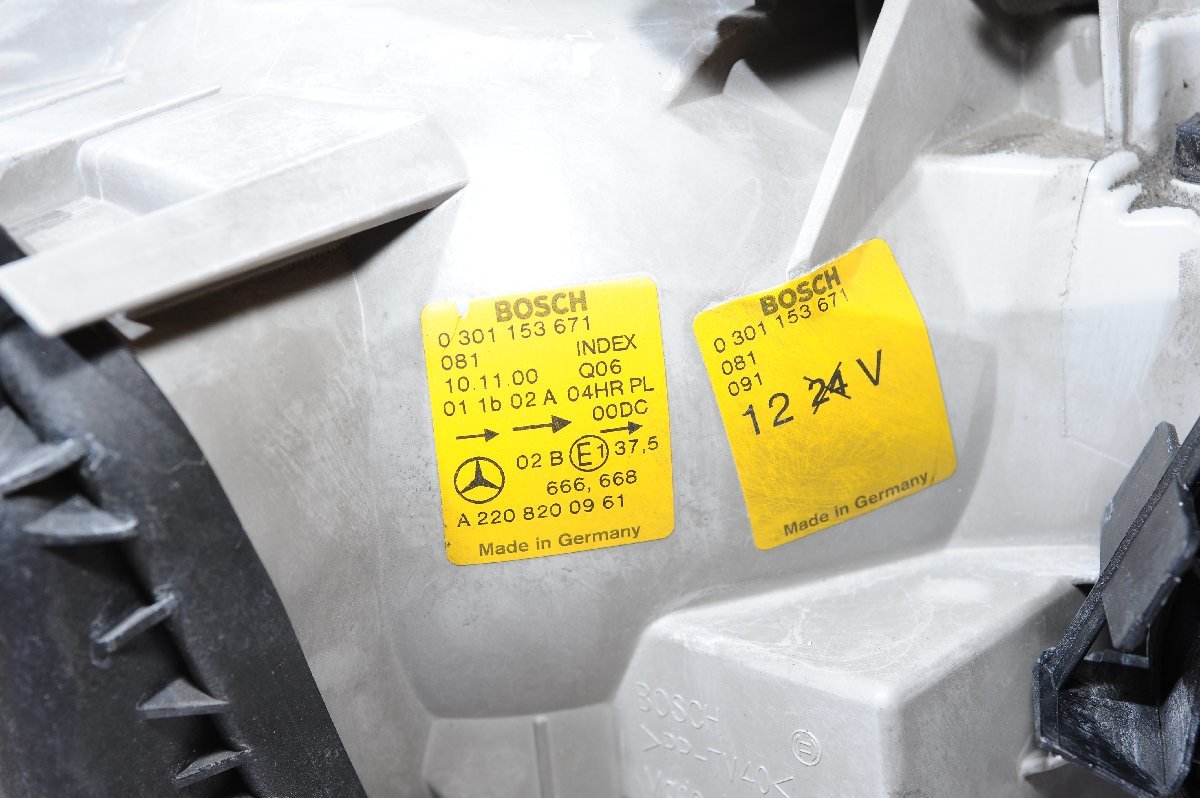 BOSCH
0 301 153 671
081 INDEX
10.11.00 Q06
01 1b 02 A 04HR PL
00DC
02 B E1 37,5
666, 668
A 220 820 09 61
Made in Germany
BOSCH
0 301 153 671
081
091
12 24 V
Made in Germany
BOSCH